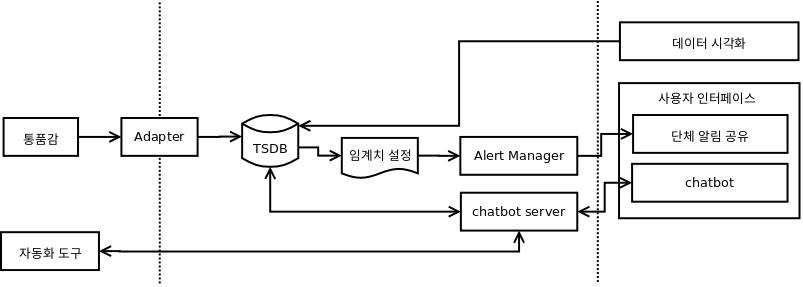 데이터 시각화
사용자 인터페이스
통품감
Adapter
TSDB
임계치 설정
Alert Manager
단체 알림 공유
chatbot
chatbot server
자동화 도구